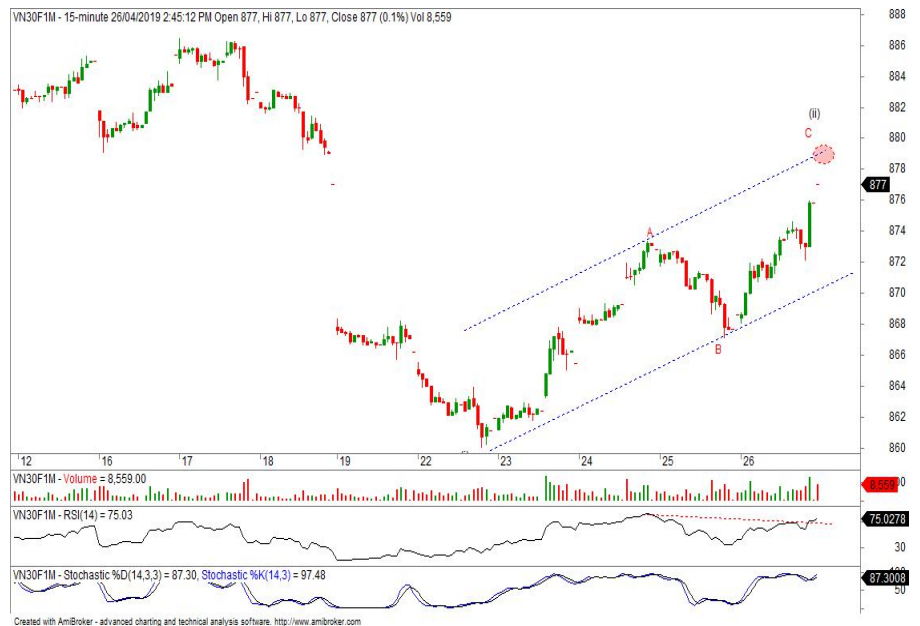 VN30F1M - 15-minute 26/04/2019 2:45:12 PM Open 877, Hi 877, Lo 877, Close 877 (0.1%) Vol 8,559
888
886
884
882
880
878
877
876
874
872
870
868
866
864
862
860
(ii)
C
A
B
12 16 17 18 19 22 23 24 25 26
VN30F1M - Volume = 8,559.00
8,559
VN30F1M - RSI(14) = 75.03
75.0278
30
VN30F1M - Stochastic %D(14,3,3) = 87.30, Stochastic %K(14,3) = 97.48
87.3008
50
Created with AmiBroker - advanced charting and technical analysis software. http://www.amibroker.com